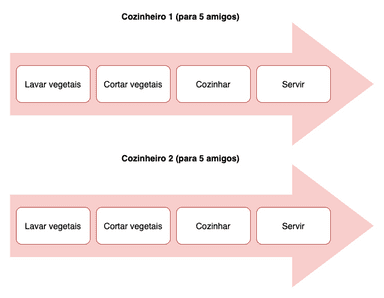 Cozinheiro 1 (para 5 amigos)
Lavar vegetais
Cortar vegetais
Cozinhar
Servir
Cozinheiro 2 (para 5 amigos)
Lavar vegetais
Cortar vegetais
Cozinhar
Servir